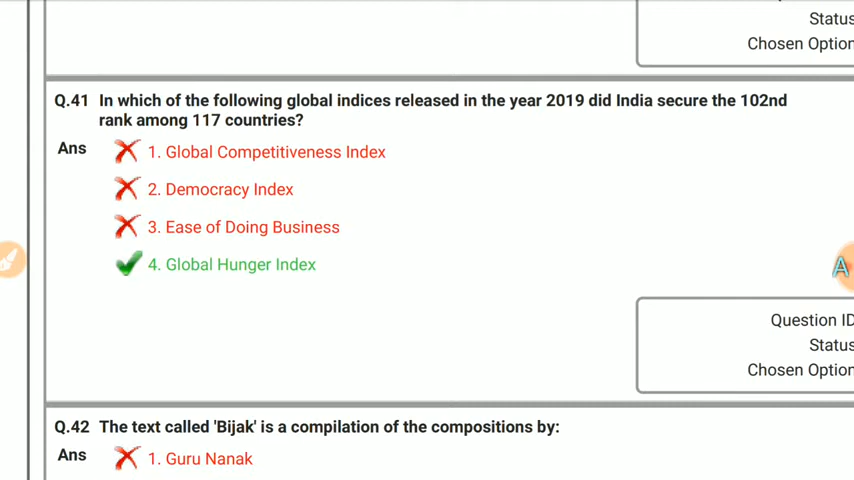 Status
Chosen Option
Q.41 In which of the following global indices released in the year 2019 did India secure the 102nd
rank among 117 countries?
Ans
1. Global Competitiveness Index
2. Democracy Index
3. Ease of Doing Business
4. Global Hunger Index
A
Question ID
Status
Chosen Option
Q.42 The text called 'Bijak' is a compilation of the compositions by:
Ans
1. Guru Nanak